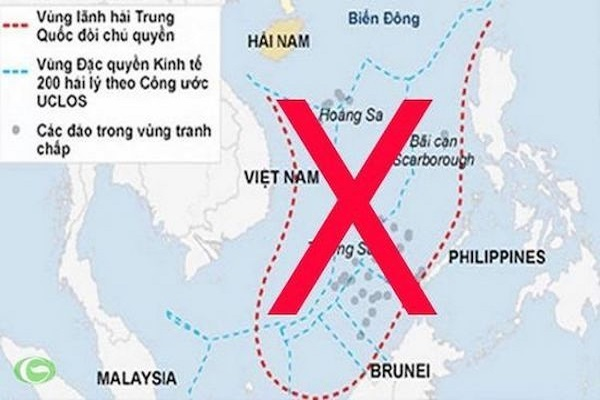 Vùng lãnh hải Trung
Quốc đòi chủ quyền
Vùng Đặc quyền Kinh tế
200 hải lý theo Công ước
UCLOS
Các đảo trong vùng tranh
chấp
Biển Đông
HẢI NAM
Hoàng Sa
Bãi cạn
Scarborough
VIỆT NAM
PHILIPPINES
BRUNEI
MALAYSIA